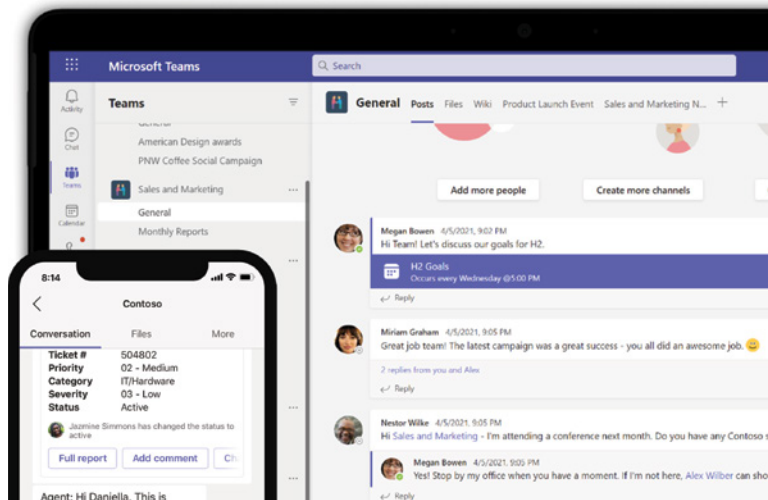 Microsoft Teams
Search
Activity
Chat
Teams
Calendar
Teams
General
American Design awards
PNW Coffee Social Campaign
Sales and Marketing
General
Monthly Reports
General Posts Files Wiki Product Launch Event Sales and Marketing N...
Add more people
Create more channels
Megan Bowen 4/5/2021, 9:02 PM
Hi Team! Let's discuss our goals for H2.
H2 Goals
Occurs every Wednesday @5:00 PM
Reply
Miriam Graham 4/5/2021, 9:05 PM
Great job team! The latest campaign was a great success - you all did an awesome job. 😄
2 replies from you and Alex
Reply
Nestor Wilke 4/5/2021, 9:05 PM
Hi Sales and Marketing - I'm attending a conference next month. Do you have any Contoso s
Megan Bowen 4/5/2021, 9:05 PM
Yes! Stop by my office when you have a moment. If I'm not here, Alex Wilber can sho
Reply
8:14
Contoso
Conversation Files More
Ticket # 504802
Priority 02 - Medium
Category IT/Hardware
Severity 03 - Low
Status Active
Jazmine Simmons has changed the status to
active
Full report
Add comment
Ch
Agent: Hi Daniella. This is